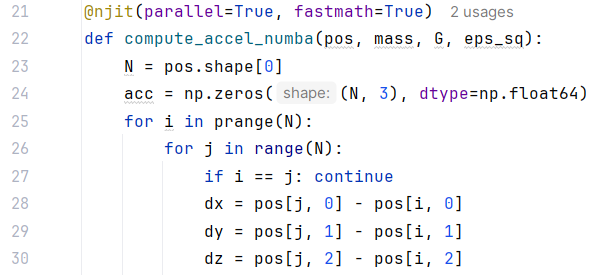 21 @njit(parallel=True, fastmath=True) 2 usages
22 def compute_accel_numba(pos, mass, G, eps_sq):
23     N = pos.shape[0]
24     acc = np.zeros( shape: (N, 3), dtype=np.float64)
25     for i in prange(N):
26         for j in range(N):
27             if i == j: continue
28             dx = pos[j, 0] - pos[i, 0]
29             dy = pos[j, 1] - pos[i, 1]
30             dz = pos[j, 2] - pos[i, 2]